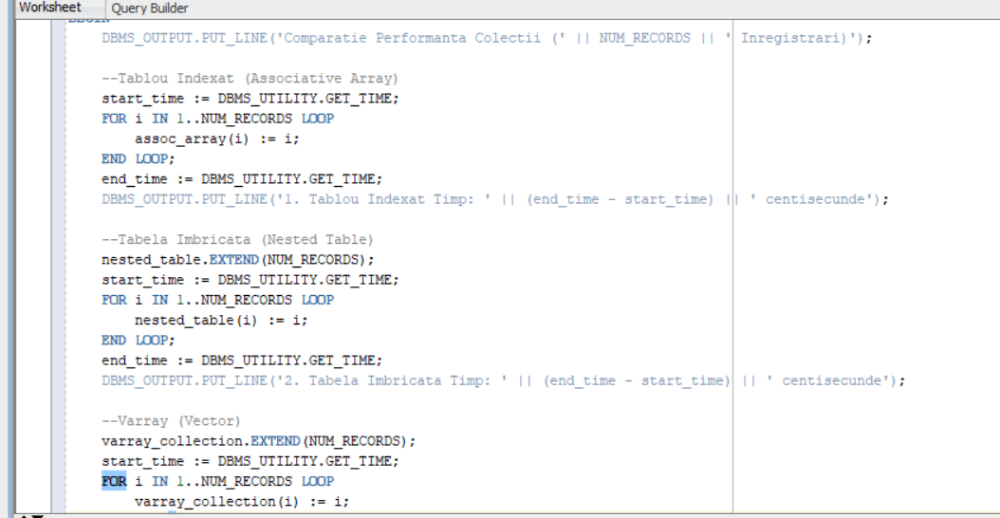 Worksheet Query Builder
BEGIN
DBMS_OUTPUT.PUT_LINE('Comparatie Performanta Colectii (' || NUM_RECORDS || ' Inregistrari)');
--Tablou Indexat (Associative Array)
start_time := DBMS_UTILITY.GET_TIME;
FOR i IN 1..NUM_RECORDS LOOP
assoc_array(i) := i;
END LOOP;
end_time := DBMS_UTILITY.GET_TIME;
DBMS_OUTPUT.PUT_LINE('1. Tablou Indexat Timp: ' || (end_time - start_time) || ' centisecunde');
--Tabela Imbricata (Nested Table)
nested_table.EXTEND(NUM_RECORDS);
start_time := DBMS_UTILITY.GET_TIME;
FOR i IN 1..NUM_RECORDS LOOP
nested_table(i) := i;
END LOOP;
end_time := DBMS_UTILITY.GET_TIME;
DBMS_OUTPUT.PUT_LINE('2. Tabela Imbricata Timp: ' || (end_time - start_time) || ' centisecunde');
--Varray (Vector)
varray_collection.EXTEND(NUM_RECORDS);
start_time := DBMS_UTILITY.GET_TIME;
FOR i IN 1..NUM_RECORDS LOOP
varray_collection(i) := i;